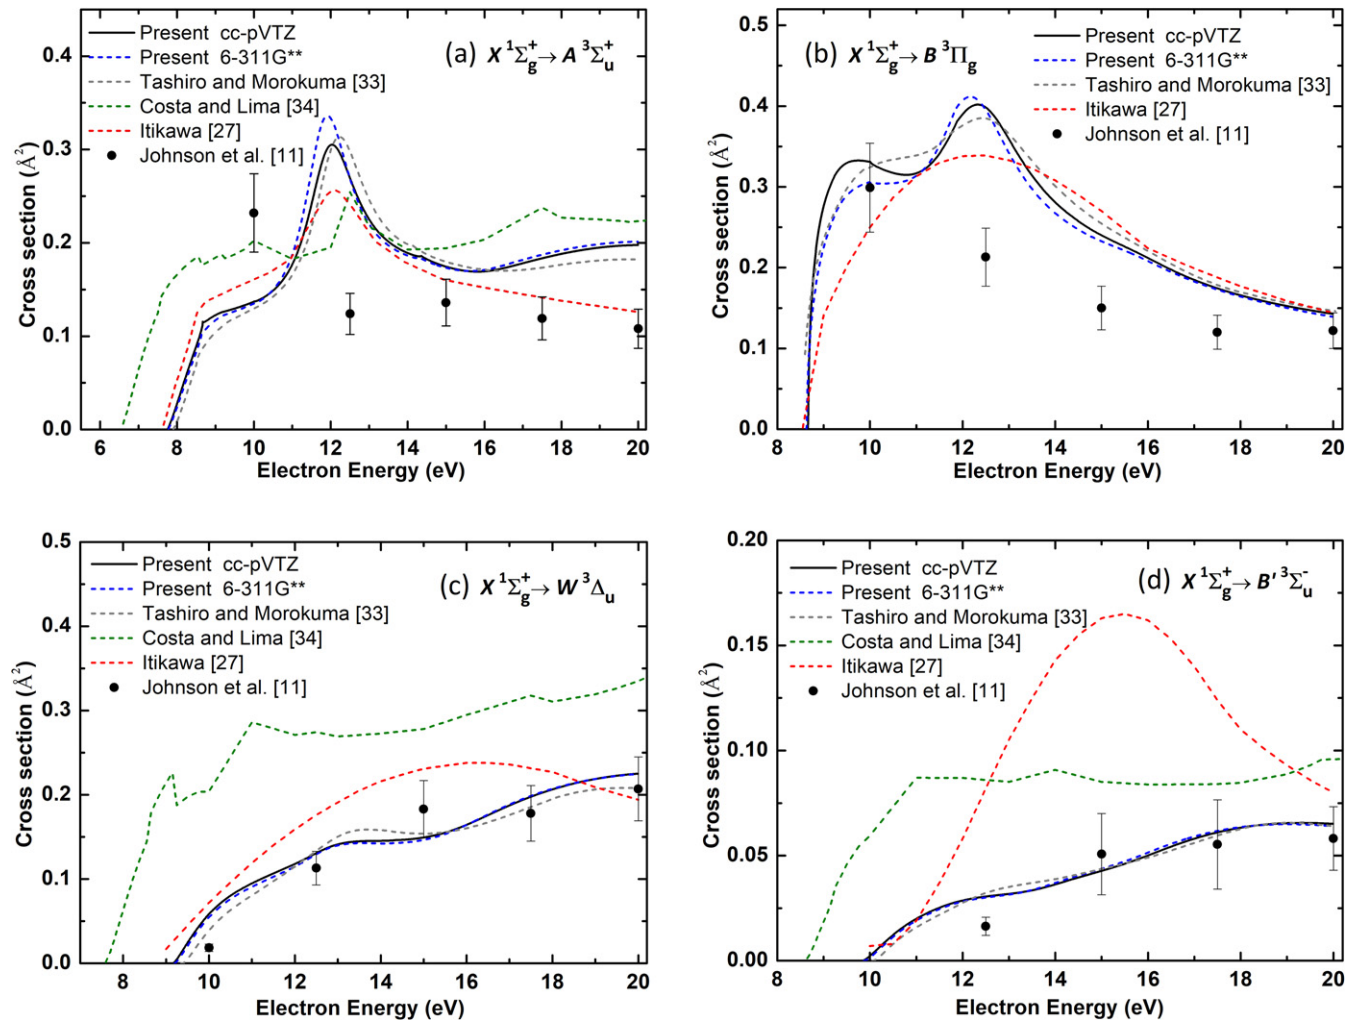 Present cc-pVTZ
Present 6-311G**
Tashiro and Morokuma [33]
Costa and Lima [34]
Itikawa [27]
Johnson et al. [11]
(a) X ¹Σg⁺→ A ³Σu⁺
Cross section (Å²)
0.4
0.3
0.2
0.1
0.0
6 8 10 12 14 16 18 20
Electron Energy (eV)
Present cc-pVTZ
Present 6-311G**
Tashiro and Morokuma [33]
Itikawa [27]
Johnson et al. [11]
(b) X ¹Σg⁺→ B ³Πg
Cross section (Å²)
0.5
0.4
0.3
0.2
0.1
0.0
8 10 12 14 16 18 20
Electron Energy (eV)
Present cc-pVTZ
Present 6-311G**
Tashiro and Morokuma [33]
Costa and Lima [34]
Itikawa [27]
Johnson et al. [11]
(c) X ¹Σg⁺→ W ³Δu
Cross section (Å²)
0.5
0.4
0.3
0.2
0.1
0.0
8 10 12 14 16 18 20
Electron Energy (eV)
Present cc-pVTZ
Present 6-311G**
Tashiro and Morokuma [33]
Costa and Lima [34]
Itikawa [27]
Johnson et al. [11]
(d) X ¹Σg⁺→ B' ³Σu⁻
Cross section (Å²)
0.20
0.15
0.10
0.05
0.00
8 10 12 14 16 18 20
Electron Energy (eV)